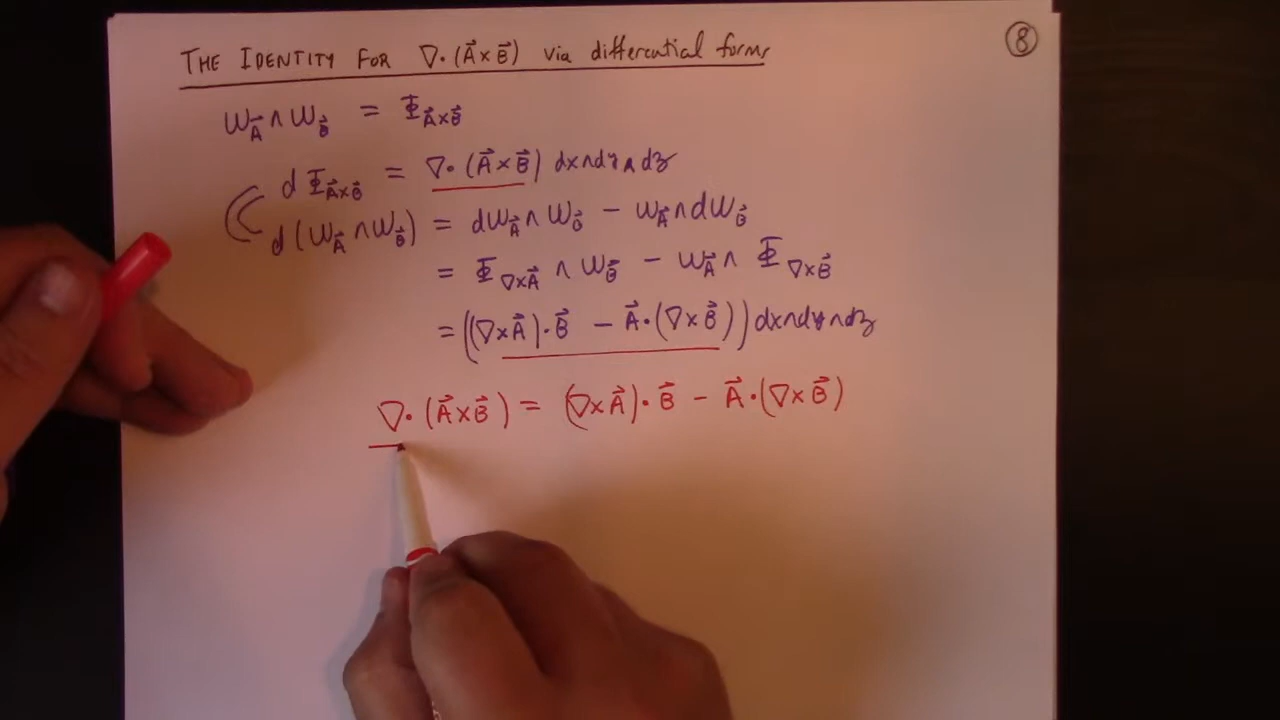 THE IDENTITY FOR ∇•(A⃗×B⃗) via differential forms
⑧
ω_A⃗ ∧ ω_B⃗ = Φ_A⃗×B⃗
dΦ_A⃗×B⃗ = ∇•(A⃗×B⃗) dx∧dy∧dz
d(ω_A⃗ ∧ ω_B⃗) = dω_A⃗ ∧ ω_B⃗ − ω_A⃗ ∧ dω_B⃗
= Φ_∇×A⃗ ∧ ω_B⃗ − ω_A⃗ ∧ Φ_∇×B⃗
= ((∇×A⃗)•B⃗ − A⃗•(∇×B⃗)) dx∧dy∧dz
∇•(A⃗×B⃗) = (∇×A⃗)•B⃗ − A⃗•(∇×B⃗)